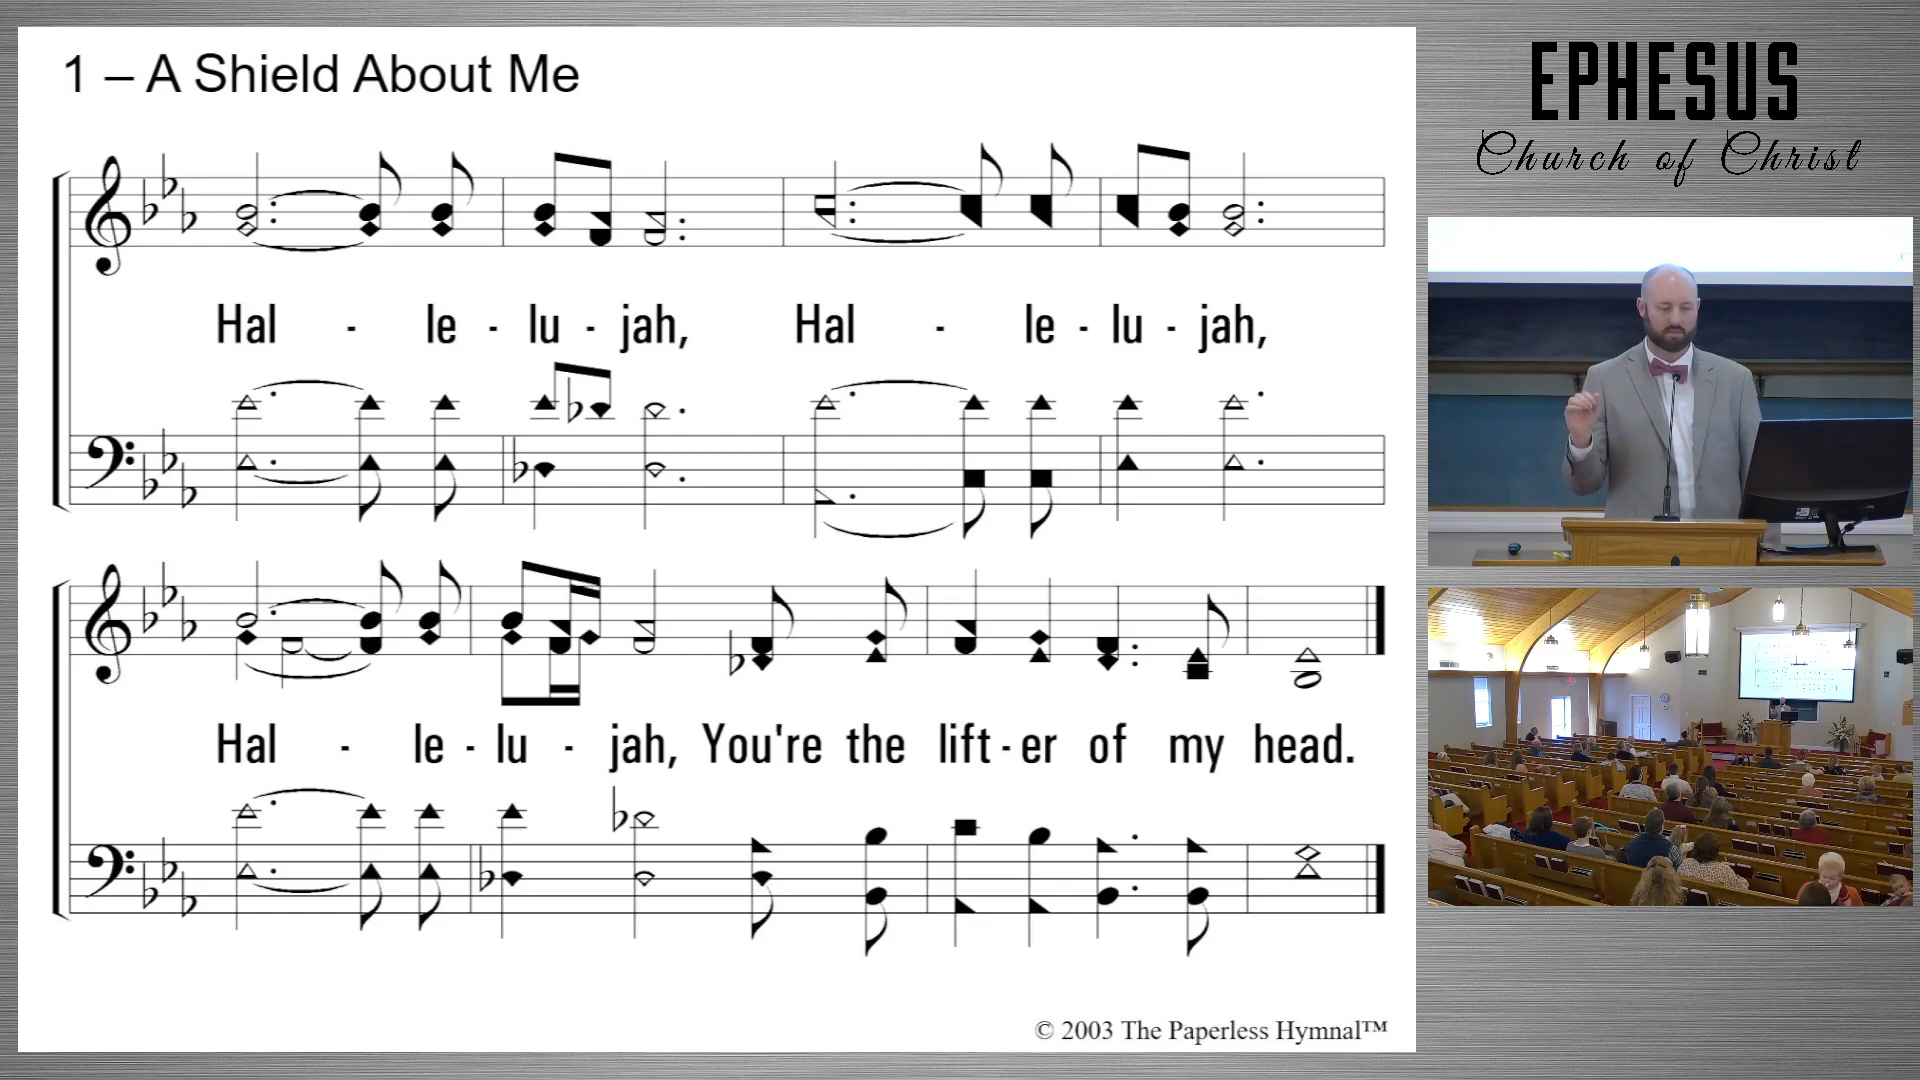 1 – A Shield About Me
Hal - le - lu - jah, Hal - le - lu - jah,
Hal - le - lu - jah, You're the lift - er of my head.
© 2003 The Paperless Hymnal™
EPHESUS
Church of Christ